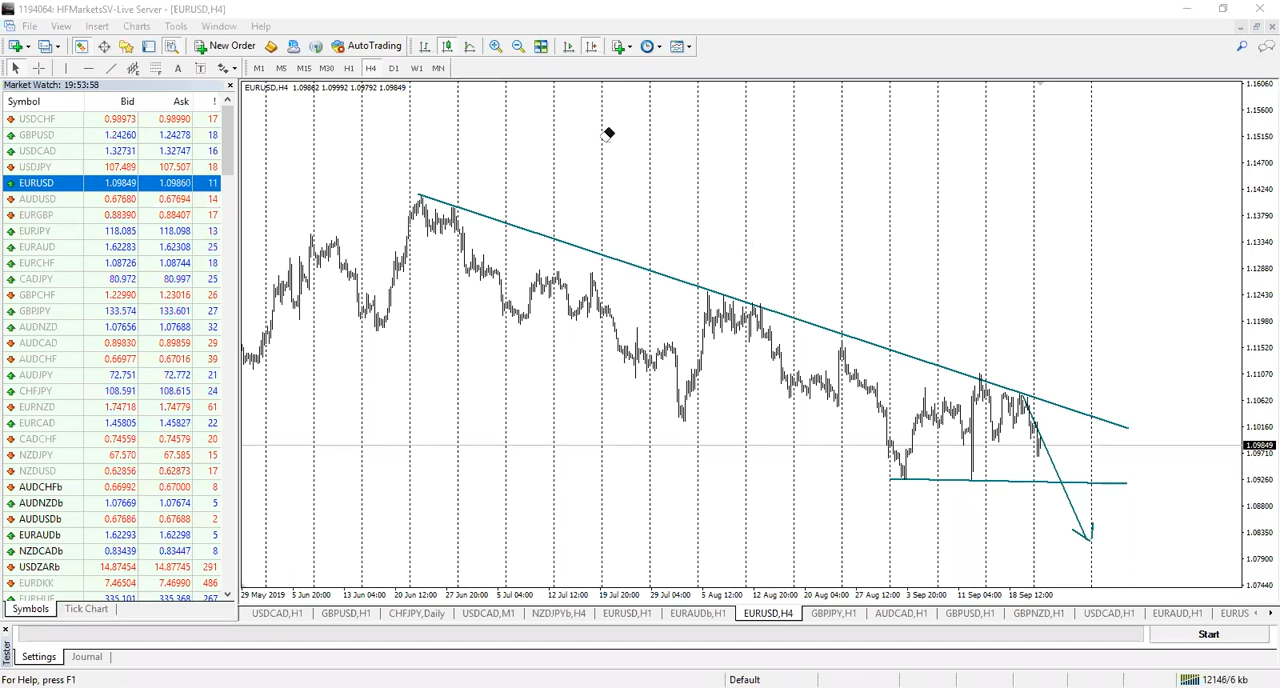 1194064: HFMarketsSV-Live Server - [EURUSD,H4]
File View Insert Charts Tools Window Help
New Order AutoTrading
M1 M5 M15 M30 H1 H4 D1 W1 MN
Market Watch: 19:53:58
Symbol Bid Ask !
USDCHF 0.98973 0.98990 17
GBPUSD 1.24260 1.24278 18
USDCAD 1.32731 1.32747 16
USDJPY 107.489 107.507 18
EURUSD 1.09849 1.09860 11
AUDUSD 0.67680 0.67694 14
EURGBP 0.88390 0.88407 17
EURJPY 118.085 118.098 13
EURAUD 1.62283 1.62308 25
EURCHF 1.08726 1.08744 18
CADJPY 80.972 80.997 25
GBPCHF 1.22990 1.23016 26
GBPJPY 133.574 133.601 27
AUDNZD 1.07656 1.07688 32
AUDCAD 0.89830 0.89859 29
AUDCHF 0.66977 0.67016 39
AUDJPY 72.751 72.772 21
CHFJPY 108.591 108.615 24
EURNZD 1.74718 1.74779 61
EURCAD 1.45805 1.45827 22
CADCHF 0.74559 0.74579 20
NZDJPY 67.570 67.585 15
NZDUSD 0.62856 0.62873 17
AUDCHFb 0.66992 0.67000 8
AUDNZDb 1.07669 1.07674 5
AUDUSDb 0.67686 0.67688 2
EURAUDb 1.62293 1.62298 5
NZDCADb 0.83439 0.83447 8
USDZARb 14.87454 14.87745 291
EURDKK 7.46504 7.46990 486
EURHUF 335.101 335.368 267
Symbols Tick Chart
EURUSD,H4 1.09862 1.09992 1.09792 1.09849
1.16060
1.15600
1.15150
1.14700
1.14240
1.13790
1.13340
1.12880
1.12430
1.11980
1.11520
1.11070
1.10620
1.10160
1.09849
1.09710
1.09260
1.08800
1.08350
1.07900
1.07440
29 May 2019 5 Jun 20:00 13 Jun 04:00 20 Jun 12:00 27 Jun 20:00 5 Jul 04:00 12 Jul 12:00 19 Jul 20:00 29 Jul 04:00 5 Aug 12:00 12 Aug 20:00 20 Aug 04:00 27 Aug 12:00 3 Sep 20:00 11 Sep 04:00 18 Sep 12:00
USDCAD,H1 GBPUSD,H1 CHFJPY,Daily USDCAD,M1 NZDJPYb,H4 EURUSD,H1 EURAUDb,H1 EURUSD,H4 GBPJPY,H1 AUDCAD,H1 GBPUSD,H1 GBPNZD,H1 USDCAD,H1 EURAUD,H1 EURUS
Start
Tester
Settings Journal
For Help, press F1 Default 12146/6 kb